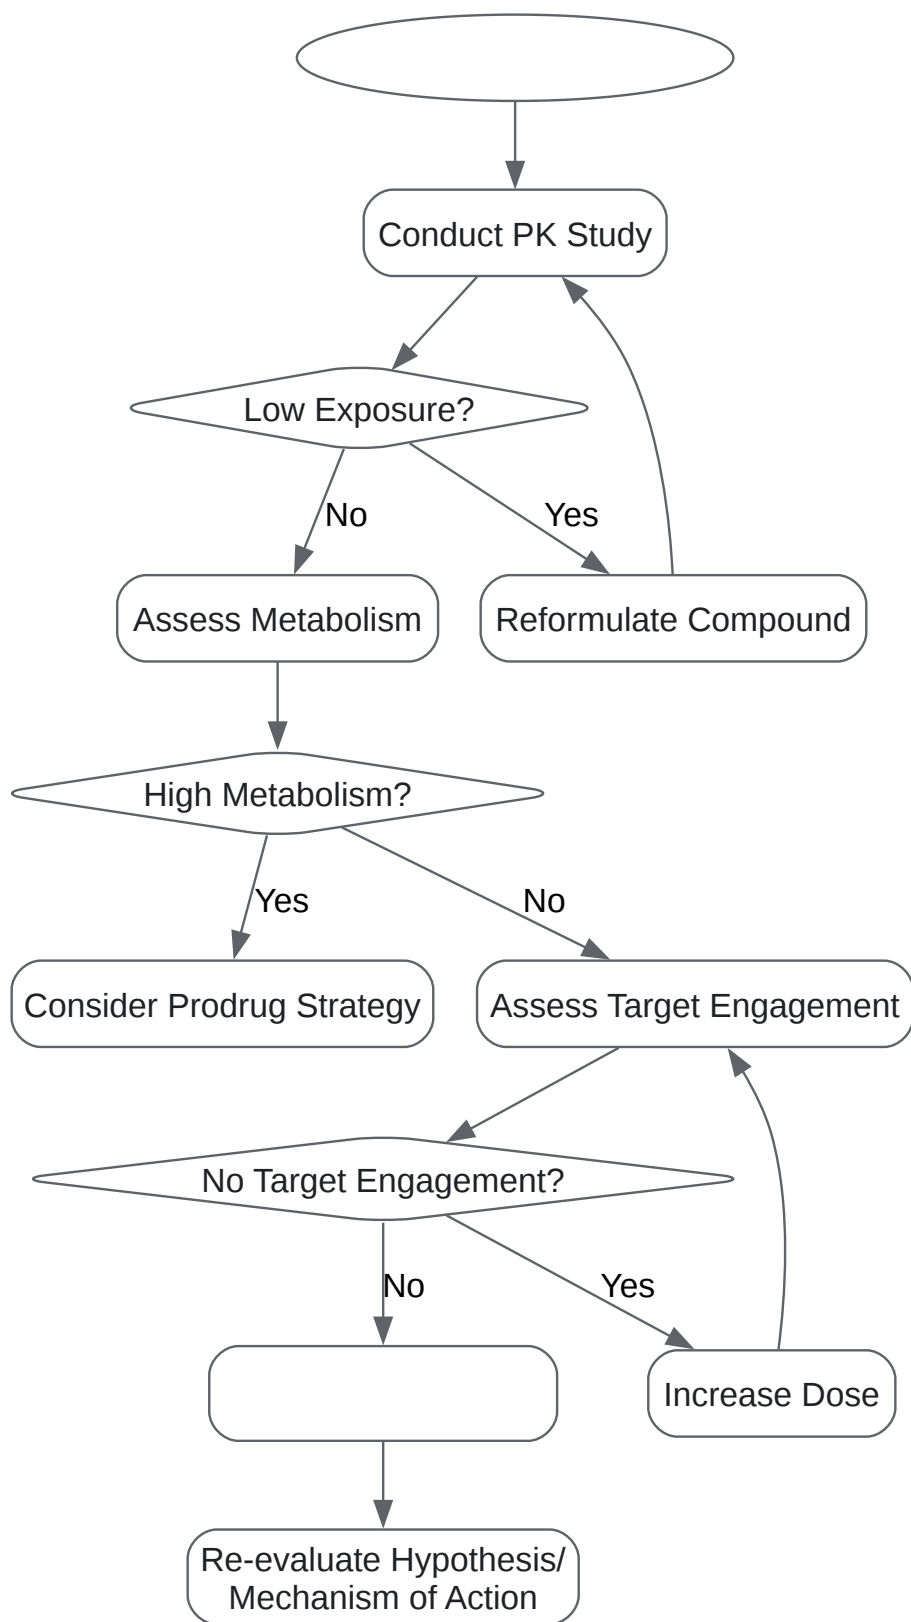 Conduct PK Study
Low Exposure?
No
Yes
Assess Metabolism
Reformulate Compound
High Metabolism?
Yes
No
Consider Prodrug Strategy
Assess Target Engagement
No Target Engagement?
No
Yes
Increase Dose
Re-evaluate Hypothesis/
Mechanism of Action